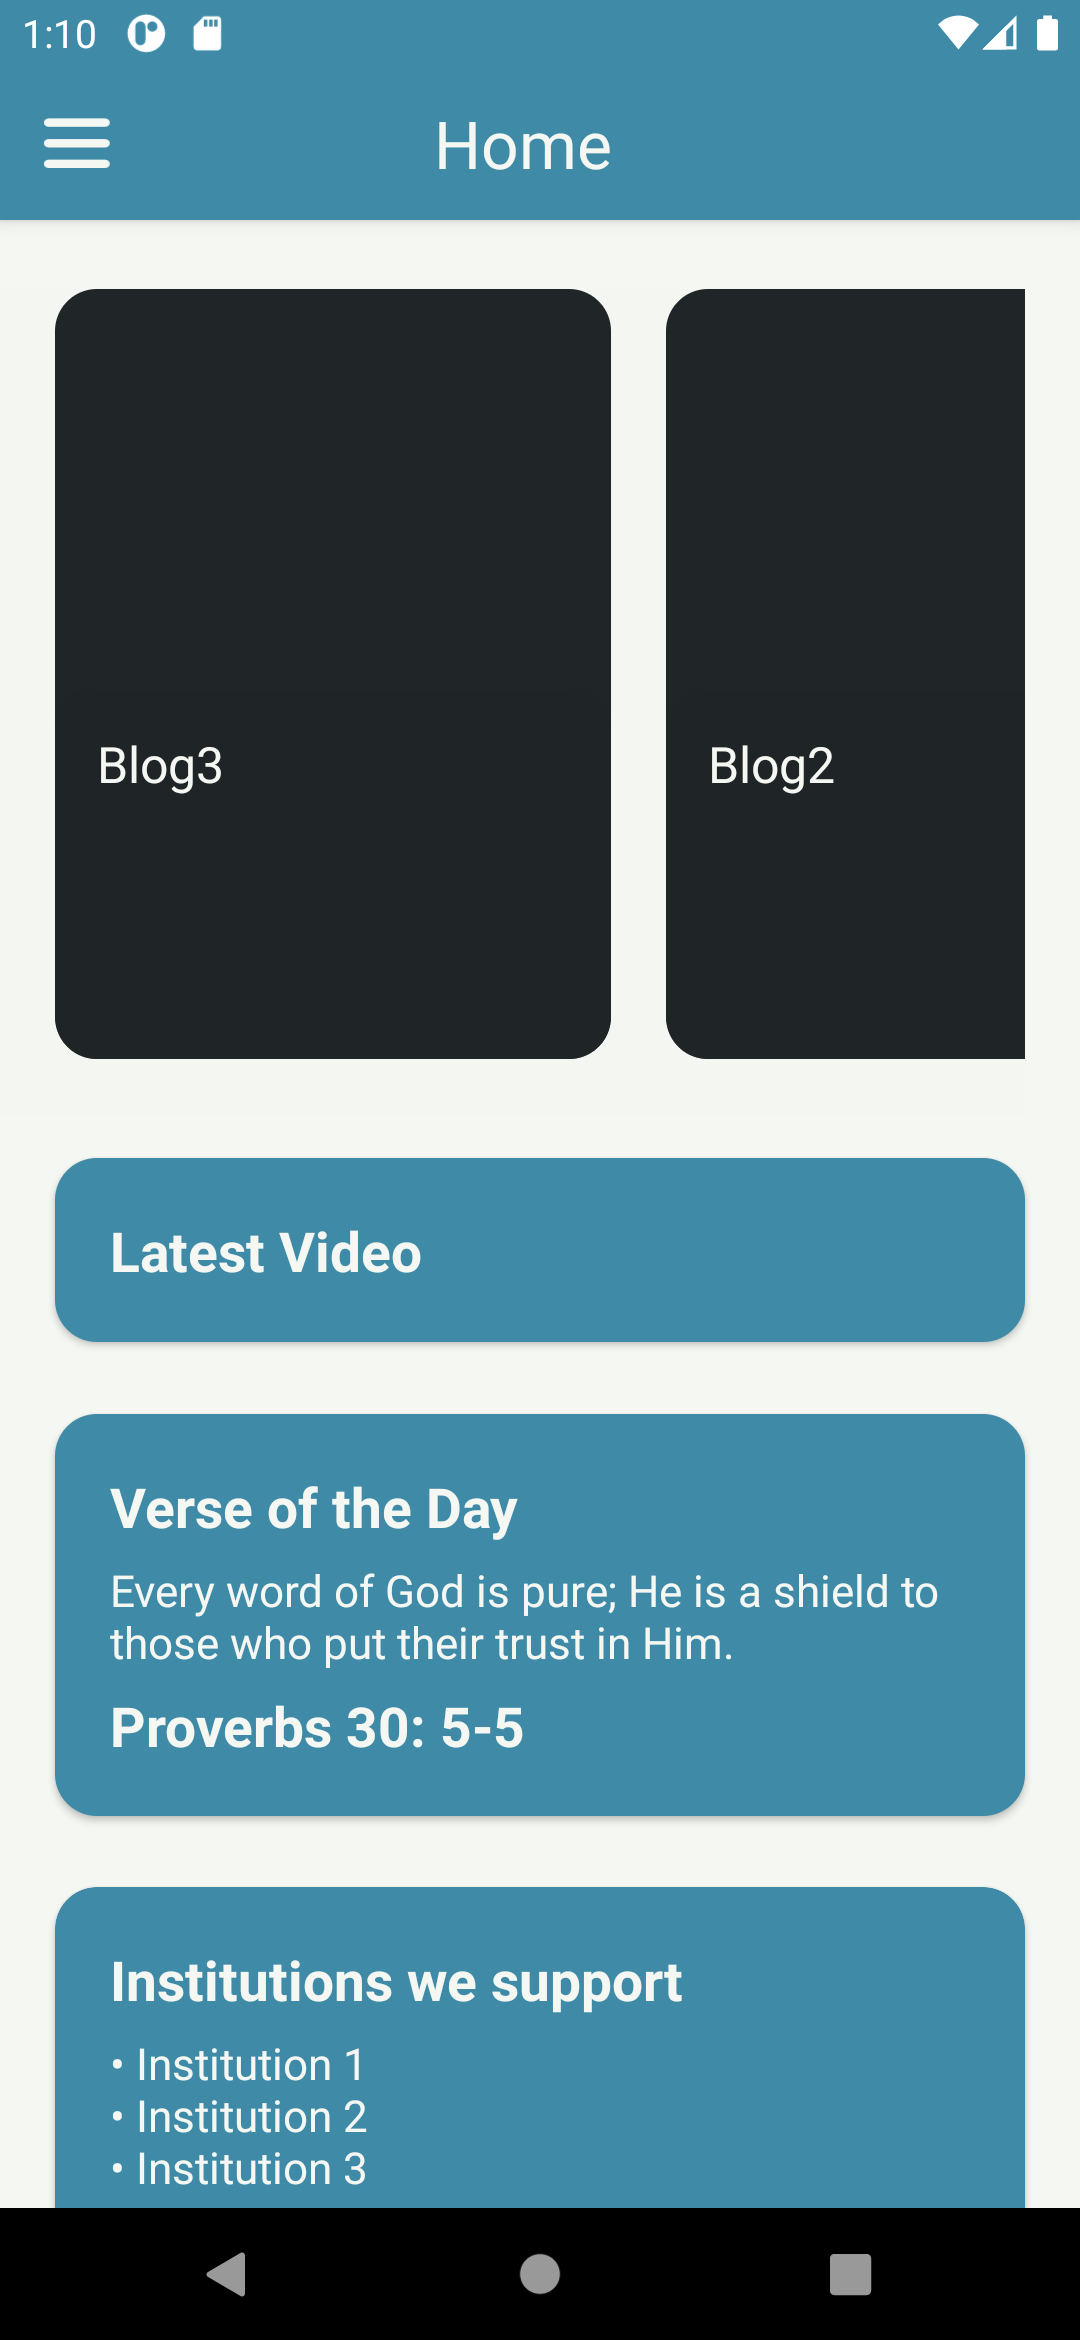 1:10
Home
Blog3
Blog2
Latest Video
Verse of the Day
Every word of God is pure; He is a shield to
those who put their trust in Him.
Proverbs 30: 5-5
Institutions we support
• Institution 1
• Institution 2
• Institution 3